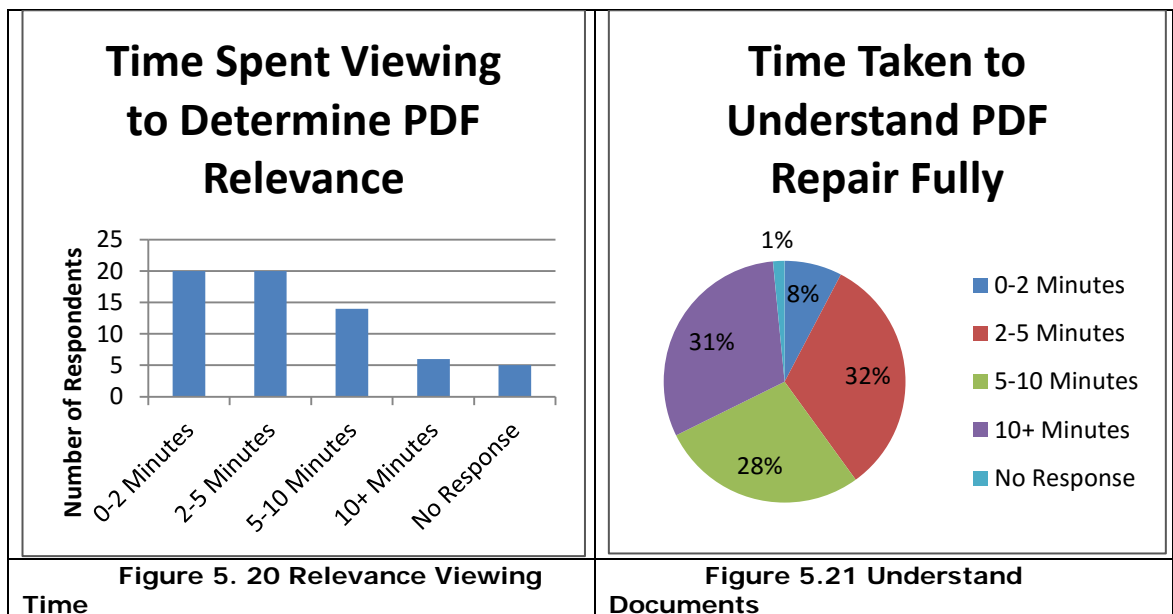 Time Spent Viewing
to Determine PDF
Relevance
Number of Respondents
25
20
15
10
5
0
0-2 Minutes
2-5 Minutes
5-10 Minutes
10+ Minutes
No Response
Figure 5. 20 Relevance Viewing
Time
Time Taken to
Understand PDF
Repair Fully
1%
8%
32%
28%
31%
0-2 Minutes
2-5 Minutes
5-10 Minutes
10+ Minutes
No Response
Figure 5.21 Understand
Documents